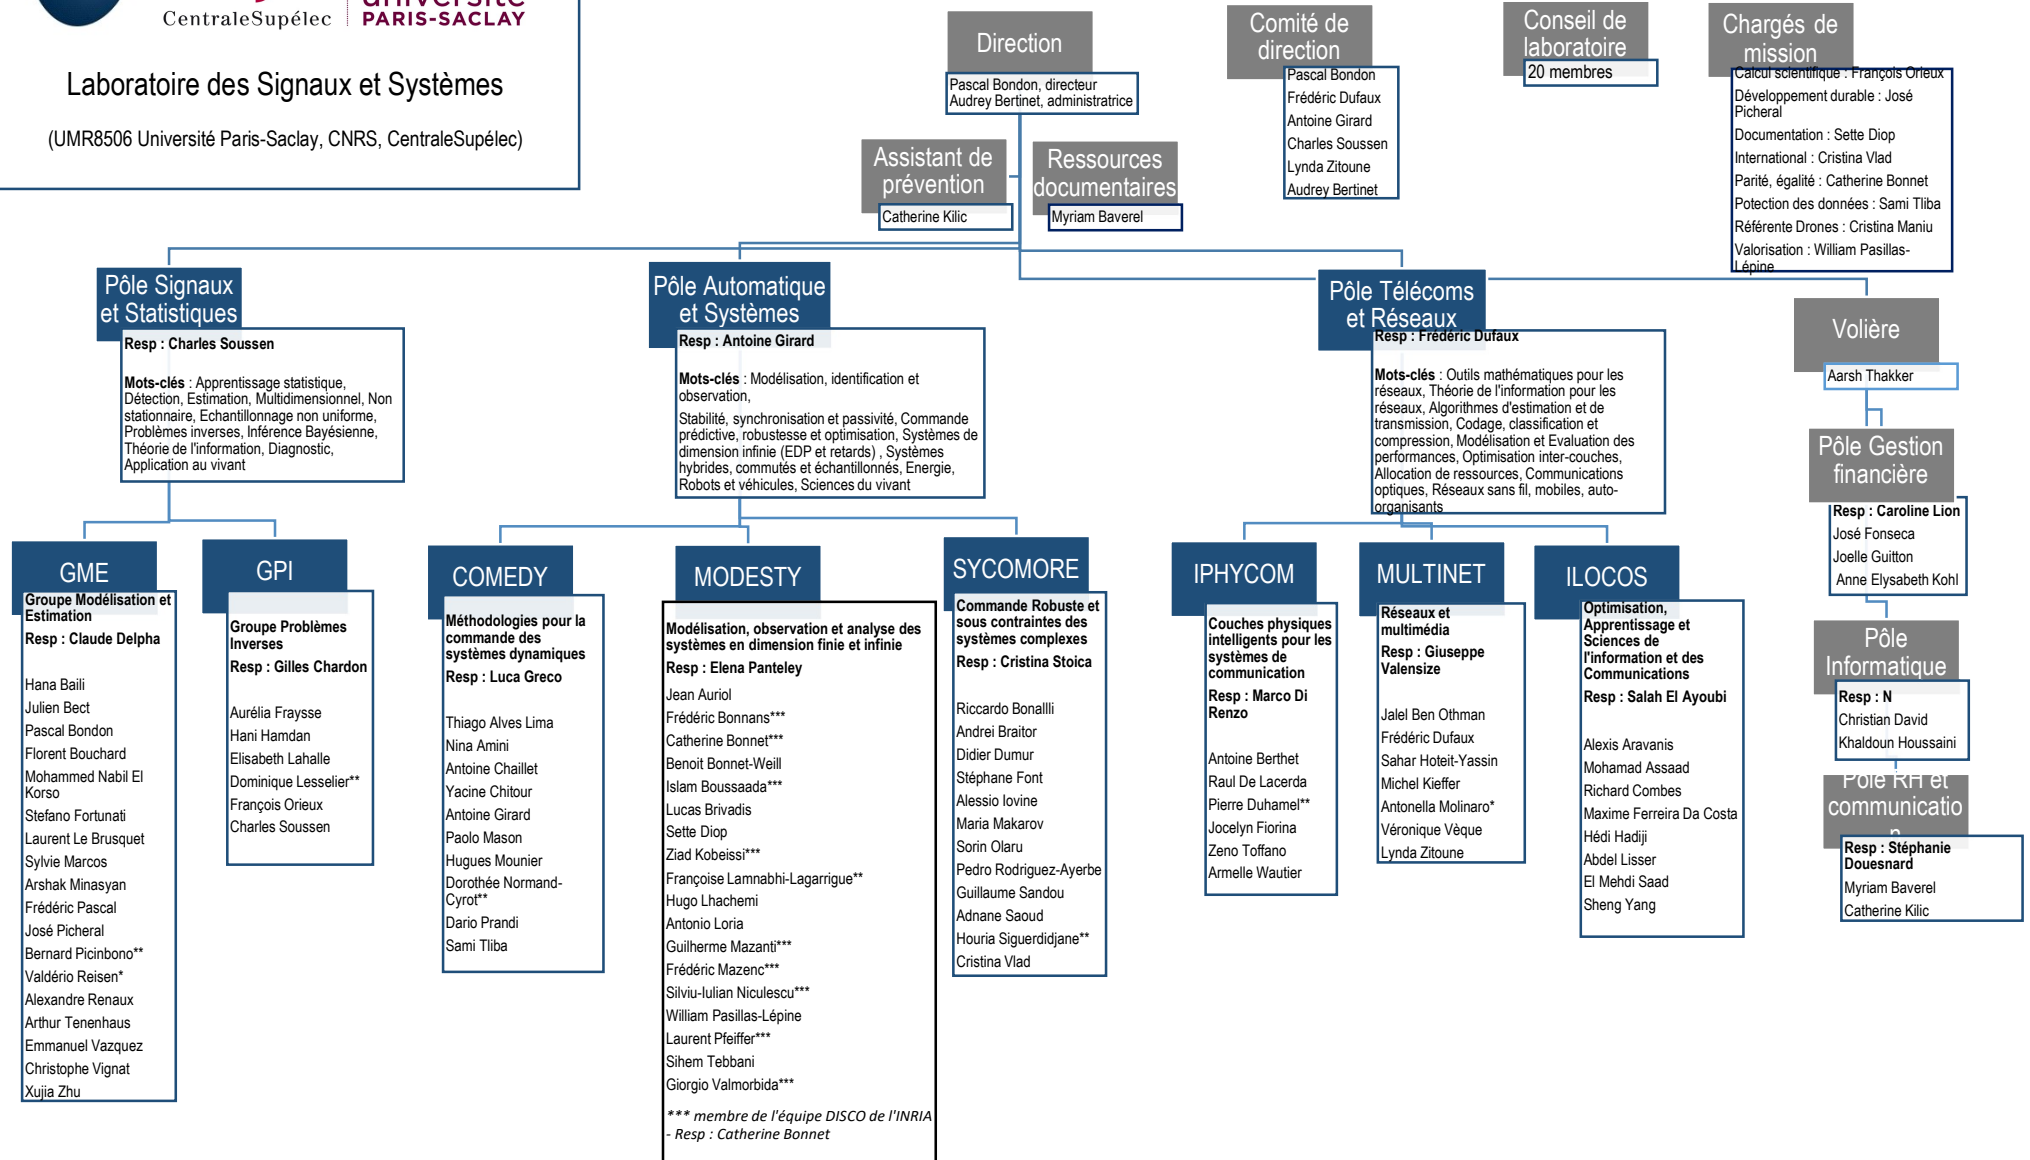 CentraleSupélec
université
PARIS-SACLAY
Laboratoire des Signaux et Systèmes
(UMR8506 Université Paris-Saclay, CNRS, CentraleSupélec)
Direction
Pascal Bondon, directeur
Audrey Bertinet, administratrice
Comité de
direction
Pascal Bondon
Frédéric Dufaux
Antoine Girard
Charles Soussen
Lynda Zitoune
Audrey Bertinet
Conseil de
laboratoire
20 membres
Chargés de
mission
Calcul scientifique : François Orieux
Développement durable : José
Picheral
Documentation : Sette Diop
International : Cristina Vlad
Parité, égalité : Catherine Bonnet
Potection des données : Sami Tliba
Référente Drones : Cristina Maniu
Valorisation : William Pasillas-
Lépine
Assistant de
prévention
Catherine Kilic
Ressources
documentaires
Myriam Baverel
Pôle Signaux
et Statistiques
Resp : Charles Soussen
Mots-clés : Apprentissage statistique,
Détection, Estimation, Multidimensionnel, Non
stationnaire, Echantillonnage non uniforme,
Problèmes inverses, Inférence Bayésienne,
Théorie de l'information, Diagnostic,
Application au vivant
Pôle Automatique
et Systèmes
Resp : Antoine Girard
Mots-clés : Modélisation, identification et
observation,
Stabilité, synchronisation et passivité, Commande
prédictive, robustesse et optimisation, Systèmes de
dimension infinie (EDP et retards) , Systèmes
hybrides, commutés et échantillonnés, Energie,
Robots et véhicules, Sciences du vivant
Pôle Télécoms
et Réseaux
Resp : Frédéric Dufaux
Mots-clés : Outils mathématiques pour les
réseaux, Théorie de l'information pour les
réseaux, Algorithmes d'estimation et de
transmission, Codage, classification et
compression, Modélisation et Evaluation des
performances, Optimisation inter-couches,
Allocation de ressources, Communications
optiques, Réseaux sans fil, mobiles, auto-
organisants
Volière
Aarsh Thakker
Pôle Gestion
financière
Resp : Caroline Lion
José Fonseca
Joelle Guitton
Anne Elysabeth Kohl
Pôle
Informatique
Resp : N
Christian David
Khaldoun Houssaini
Pôle RH et
communicatio
n
Resp : Stéphanie
Douesnard
Myriam Baverel
Catherine Kilic
GME
Groupe Modélisation et
Estimation
Resp : Claude Delpha
Hana Baili
Julien Bect
Pascal Bondon
Florent Bouchard
Mohammed Nabil El
Korso
Stefano Fortunati
Laurent Le Brusquet
Sylvie Marcos
Arshak Minasyan
Frédéric Pascal
José Picheral
Bernard Picinbono**
Valdério Reisen*
Alexandre Renaux
Arthur Tenenhaus
Emmanuel Vazquez
Christophe Vignat
Xujia Zhu
GPI
Groupe Problèmes
Inverses
Resp : Gilles Chardon
Aurélia Fraysse
Hani Hamdan
Elisabeth Lahalle
Dominique Lesselier**
François Orieux
Charles Soussen
COMEDY
Méthodologies pour la
commande des
systèmes dynamiques
Resp : Luca Greco
Thiago Alves Lima
Nina Amini
Antoine Chaillet
Yacine Chitour
Antoine Girard
Paolo Mason
Hugues Mounier
Dorothée Normand-
Cyrot**
Dario Prandi
Sami Tliba
MODESTY
Modélisation, observation et analyse des
systèmes en dimension finie et infinie
Resp : Elena Panteley
Jean Auriol
Frédéric Bonnans***
Catherine Bonnet***
Benoit Bonnet-Weill
Islam Boussaada***
Lucas Brivadis
Sette Diop
Ziad Kobeissi***
Françoise Lamnabhi-Lagarrigue**
Hugo Lhachemi
Antonio Loria
Guilherme Mazanti***
Frédéric Mazenc***
Silviu-Iulian Niculescu***
William Pasillas-Lépine
Laurent Pfeiffer***
Sihem Tebbani
Giorgio Valmorbida***
*** membre de l'équipe DISCO de l'INRIA
- Resp : Catherine Bonnet
SYCOMORE
Commande Robuste et
sous contraintes des
systèmes complexes
Resp : Cristina Stoica
Riccardo Bonallli
Andrei Braitor
Didier Dumur
Stéphane Font
Alessio Iovine
Maria Makarov
Sorin Olaru
Pedro Rodriguez-Ayerbe
Guillaume Sandou
Adnane Saoud
Houria Siguerdidjane**
Cristina Vlad
IPHYCOM
Couches physiques
intelligents pour les
systèmes de
communication
Resp : Marco Di
Renzo
Antoine Berthet
Raul De Lacerda
Pierre Duhamel**
Jocelyn Fiorina
Zeno Toffano
Armelle Wautier
MULTINET
Réseaux et
multimédia
Resp : Giuseppe
Valensize
Jalel Ben Othman
Frédéric Dufaux
Sahar Hoteit-Yassin
Michel Kieffer
Antonella Molinaro*
Véronique Vèque
Lynda Zitoune
ILOCOS
Optimisation,
Apprentissage et
Sciences de
l'information et des
Communications
Resp : Salah El Ayoubi
Alexis Aravanis
Mohamad Assaad
Richard Combes
Maxime Ferreira Da Costa
Hédi Hadiji
Abdel Lisser
El Mehdi Saad
Sheng Yang